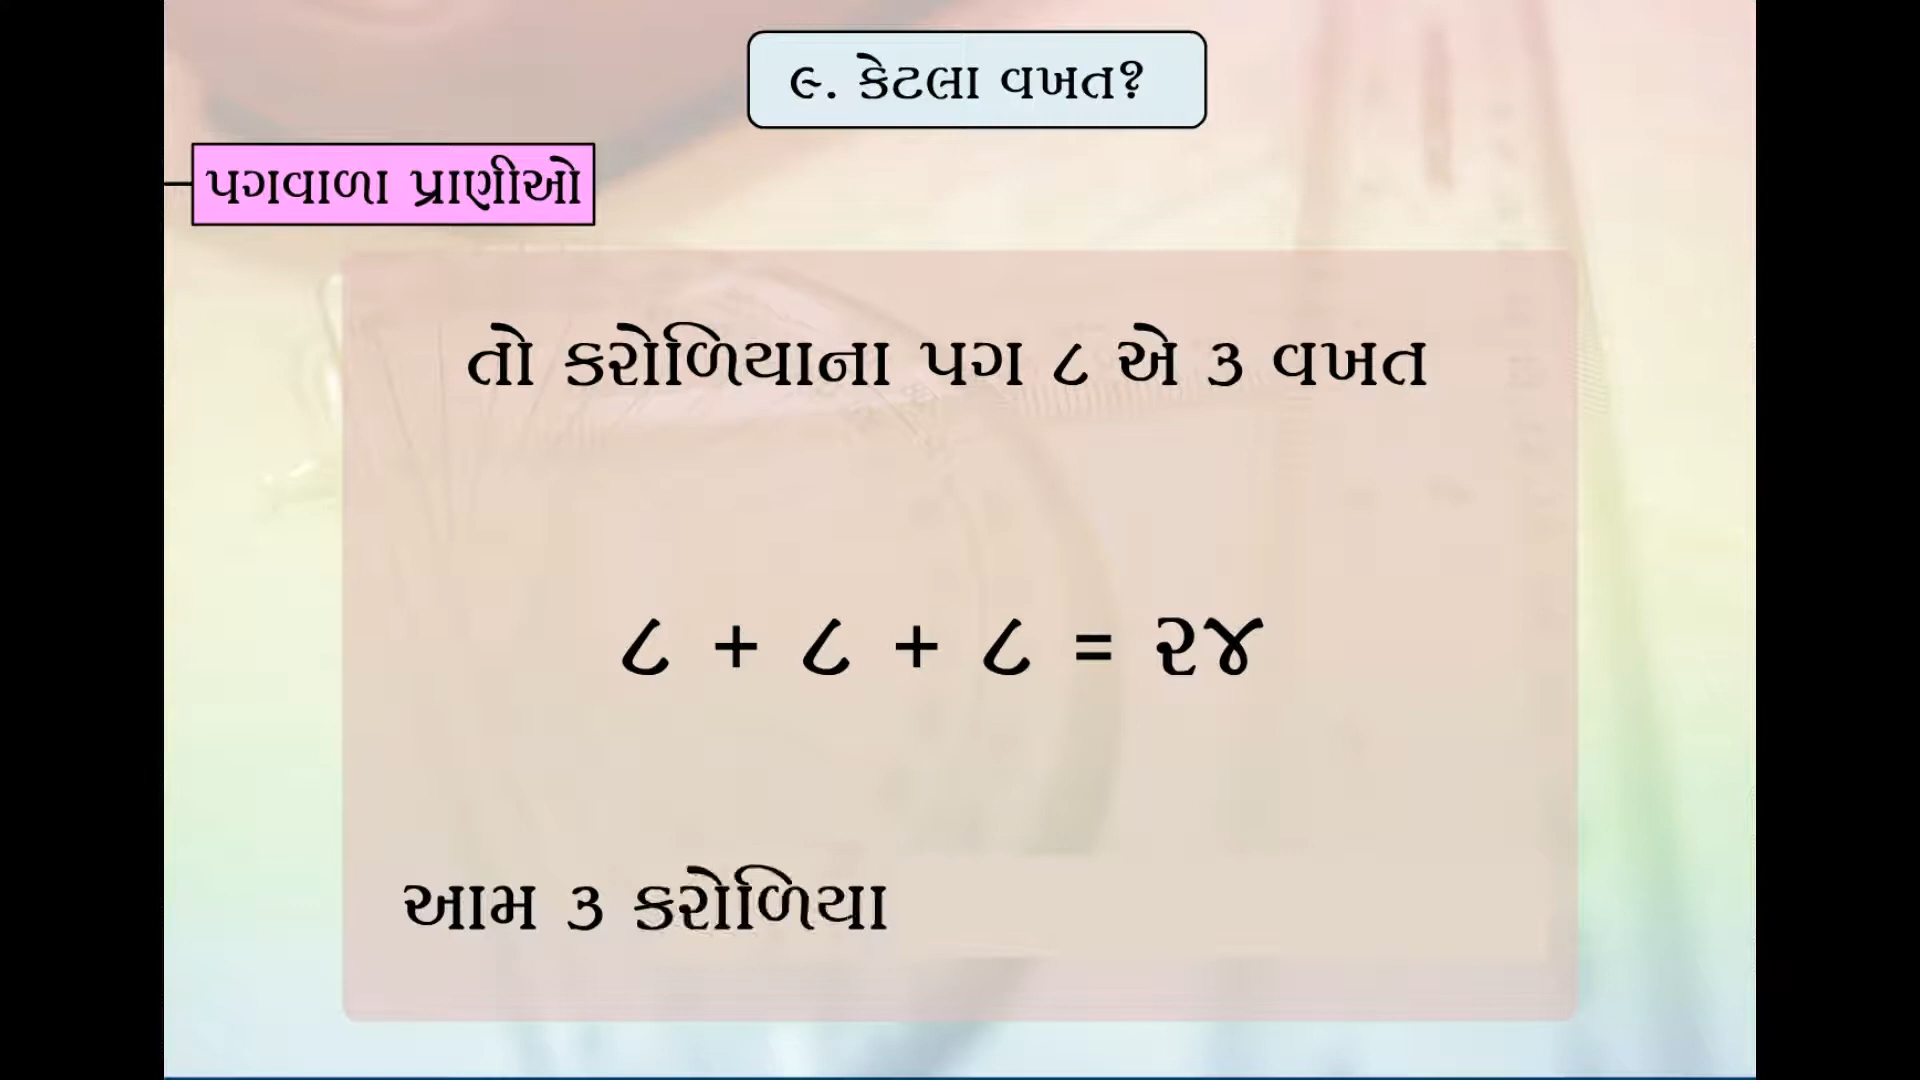 ૯. કેટલા વખત?
પગવાળા પ્રાણીઓ
તો કરોળિયાના પગ ૮ એ ૩ વખત
૮ + ૮ + ૮ = ૨૪
આમ ૩ કરોળિયા